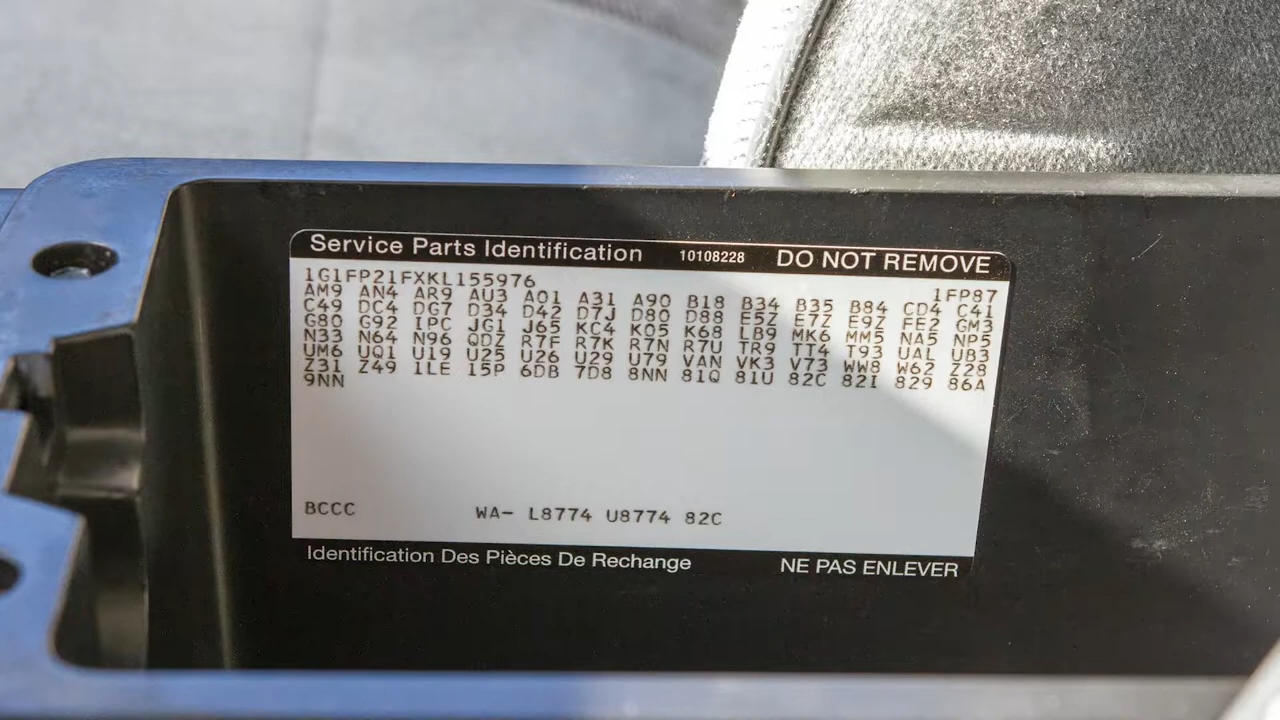 Service Parts Identification 10108228 DO NOT REMOVE
1G1FP21FXKL155976 1FP87
AM9 AN4 AR9 AU3 A01 A31 A90 B18 B34 B35 B84 CD4 C41
C49 DC4 DG7 D34 D42 D7J D80 D88 E5Z E7Z E9Z FE2 GM3
G80 G92 IPC JG1 J65 KC4 K05 K68 LB9 MK6 MM5 NA5 NP5
N33 N64 N96 QDZ R7F R7K R7N R7U TR9 TT4 T93 UAL UB3
UM6 UQ1 U19 U25 U26 U29 U79 VAN VK3 V73 WW8 W62 Z28
Z31 Z49 1LE 15P 6DB 7D8 8NN 81Q 81U 82C 82I 829 86A
9NN
BCCC WA- L8774 U8774 82C
Identification Des Pièces De Rechange NE PAS ENLEVER